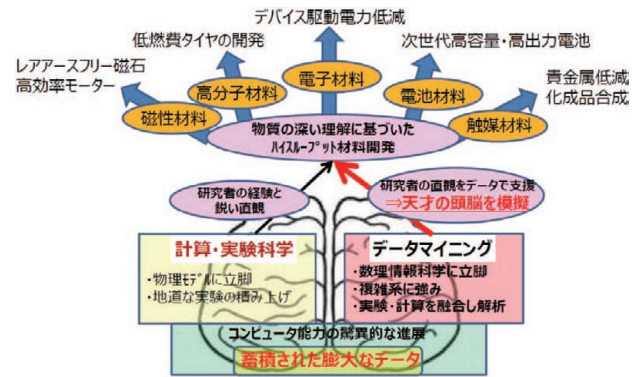 デバイス駆動電力低減
低燃費タイヤの開発
次世代高容量・高出力電池
レアアースフリー磁石
高効率モーター
貴金属低減
化成品合成
磁性材料
高分子材料
電子材料
電池材料
触媒材料
物質の深い理解に基づいた
ハイスループット材料開発
研究者の経験と
鋭い直観
研究者の直観をデータで支援
⇒天才の頭脳を模擬
計算・実験科学
・物理モデルに立脚
・地道な実験の積み上げ
データマイニング
・数理情報科学に立脚
・複雑系に強み
・実験・計算を融合し解析
コンピュータ能力の驚異的な進展
蓄積された膨大なデータ